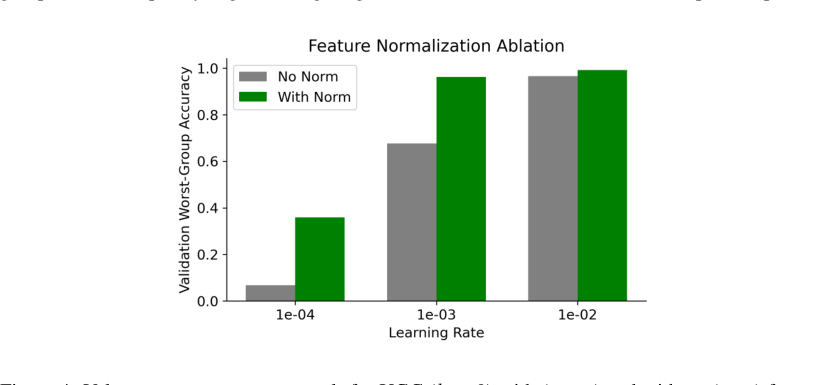 Feature Normalization Ablation
No Norm
With Norm
Validation Worst-Group Accuracy
1.0
0.8
0.6
0.4
0.2
0.0
1e-04 1e-03 1e-02
Learning Rate